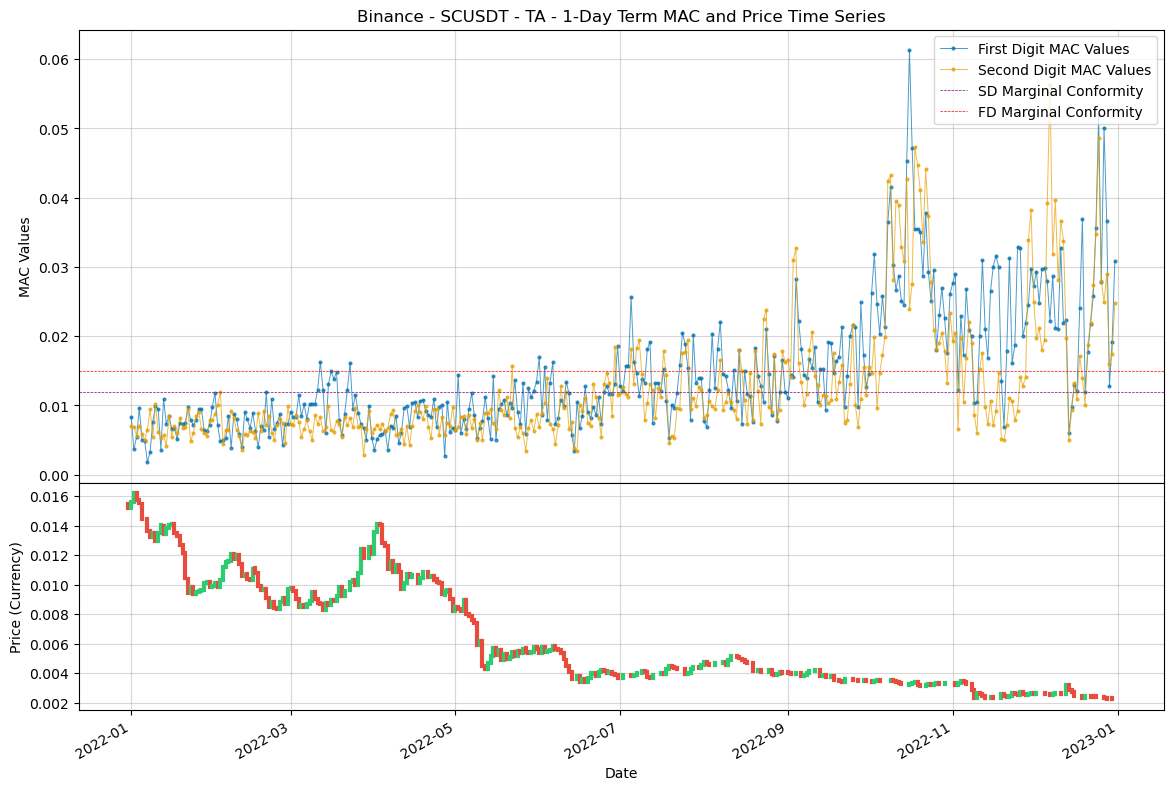 Binance - SCUSDT - TA - 1-Day Term MAC and Price Time Series
First Digit MAC Values
Second Digit MAC Values
SD Marginal Conformity
FD Marginal Conformity
MAC Values
0.06
0.05
0.04
0.03
0.02
0.01
0.00
Price (Currency)
0.016
0.014
0.012
0.010
0.008
0.006
0.004
0.002
2022-01
2022-03
2022-05
2022-07
2022-09
2022-11
2023-01
Date